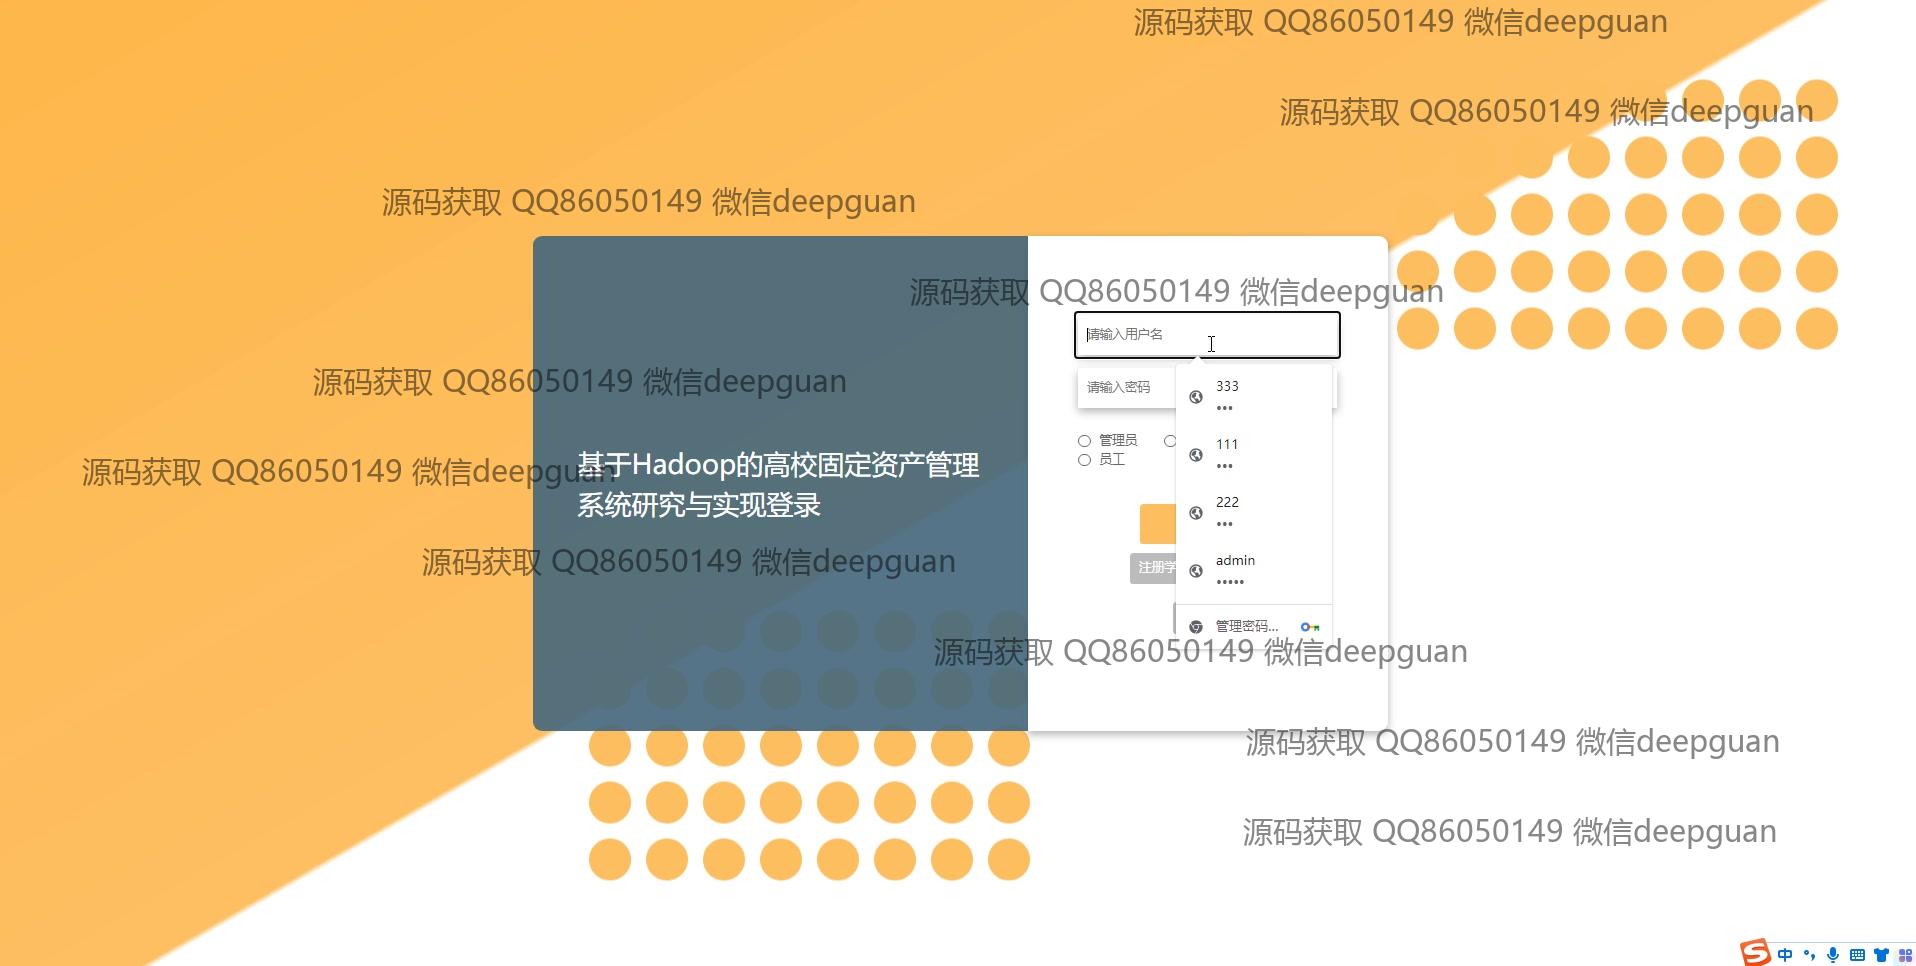 源码获取 QQ86050149 微信deepguan
源码获取 QQ86050149 微信deepguan
源码获取 QQ86050149 微信deepguan
源码获取 QQ86050149 微信deepguan
请输入用户名
源码获取 QQ86050149 微信deepguan
请输入密码
333
•••
管理员
111
•••
员工
源码获取 QQ86050149 微信deepguan
基于Hadoop的高校固定资产管理
系统研究与实现登录
222
•••
源码获取 QQ86050149 微信deepguan
注册学
admin
•••••
管理密码...
源码获取 QQ86050149 微信deepguan
源码获取 QQ86050149 微信deepguan
源码获取 QQ86050149 微信deepguan
中